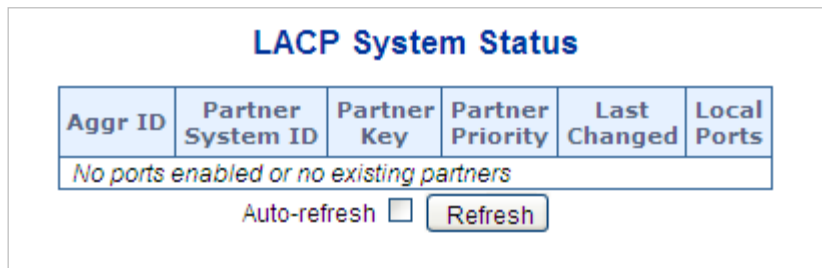 LACP System Status
Aggr ID Partner System ID Partner Key Partner Priority Last Changed Local Ports
No ports enabled or no existing partners
Auto-refresh Refresh